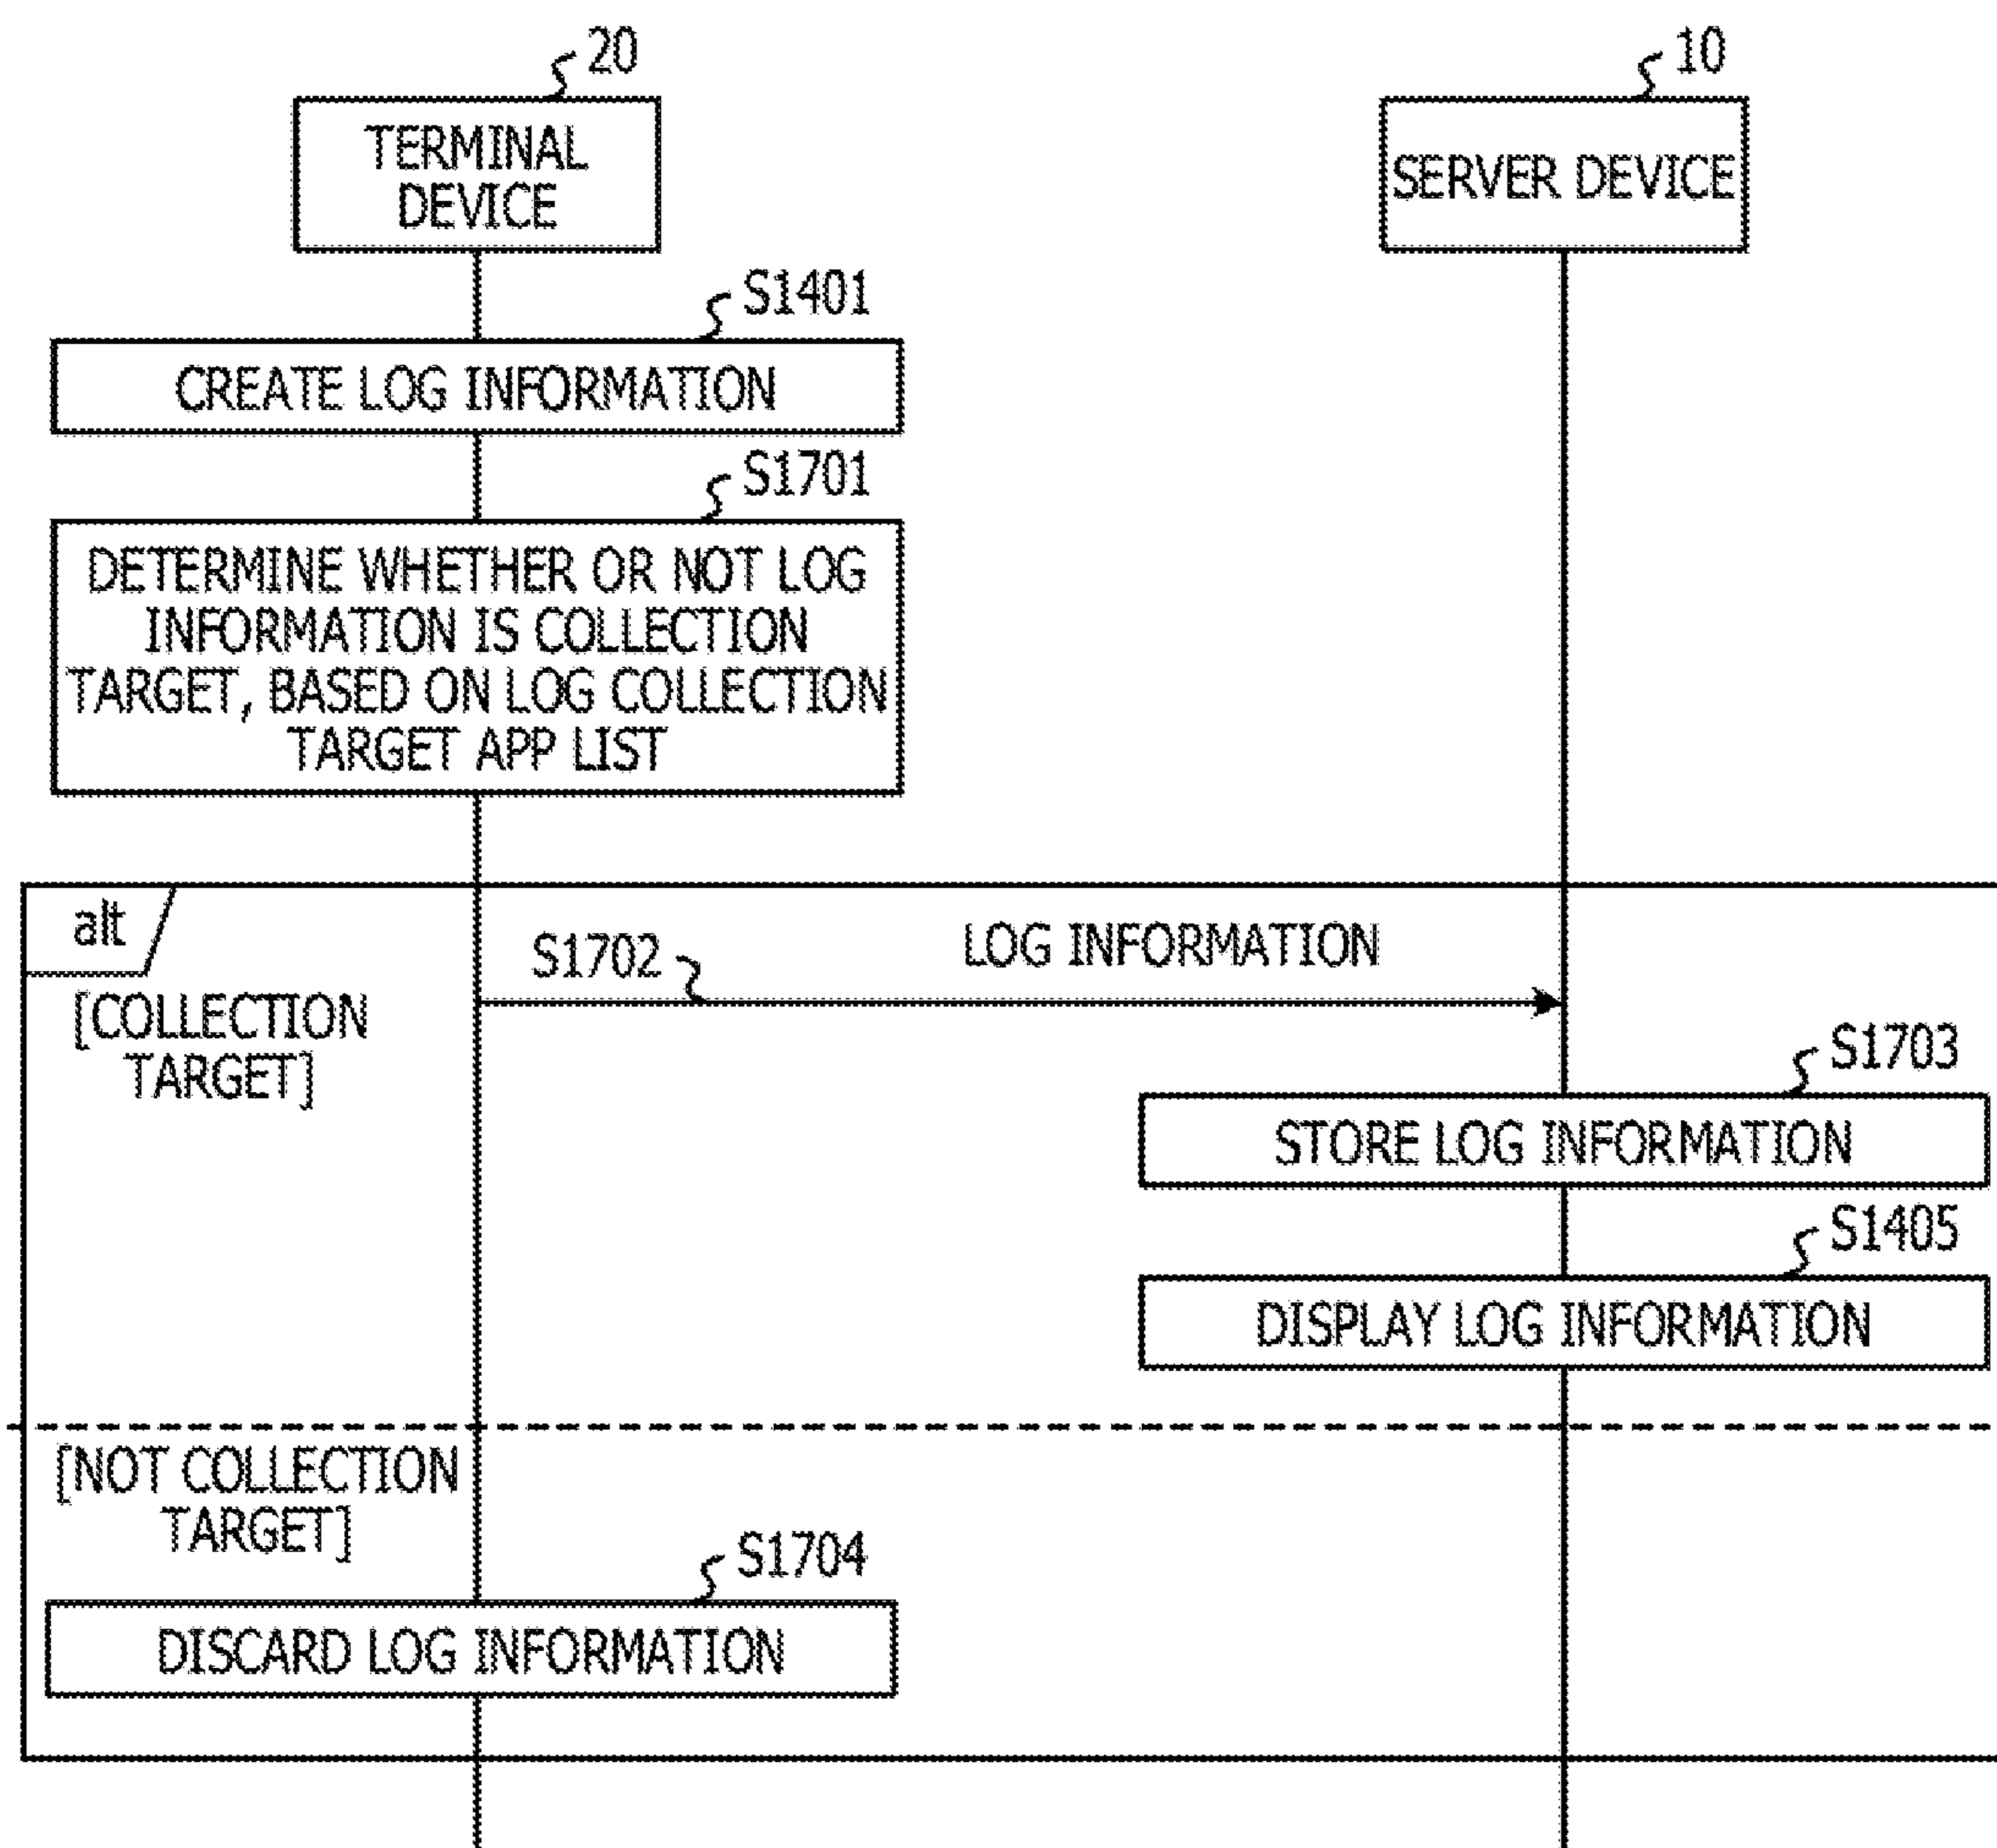 20
10
TERMINAL
DEVICE
SERVER DEVICE
S1401
CREATE LOG INFORMATION
S1701
DETERMINE WHETHER OR NOT LOG
INFORMATION IS COLLECTION
TARGET, BASED ON LOG COLLECTION
TARGET APP LIST
alt
S1702
LOG INFORMATION
[COLLECTION
TARGET]
S1703
STORE LOG INFORMATION
S1405
DISPLAY LOG INFORMATION
[NOT COLLECTION
TARGET]
S1704
DISCARD LOG INFORMATION